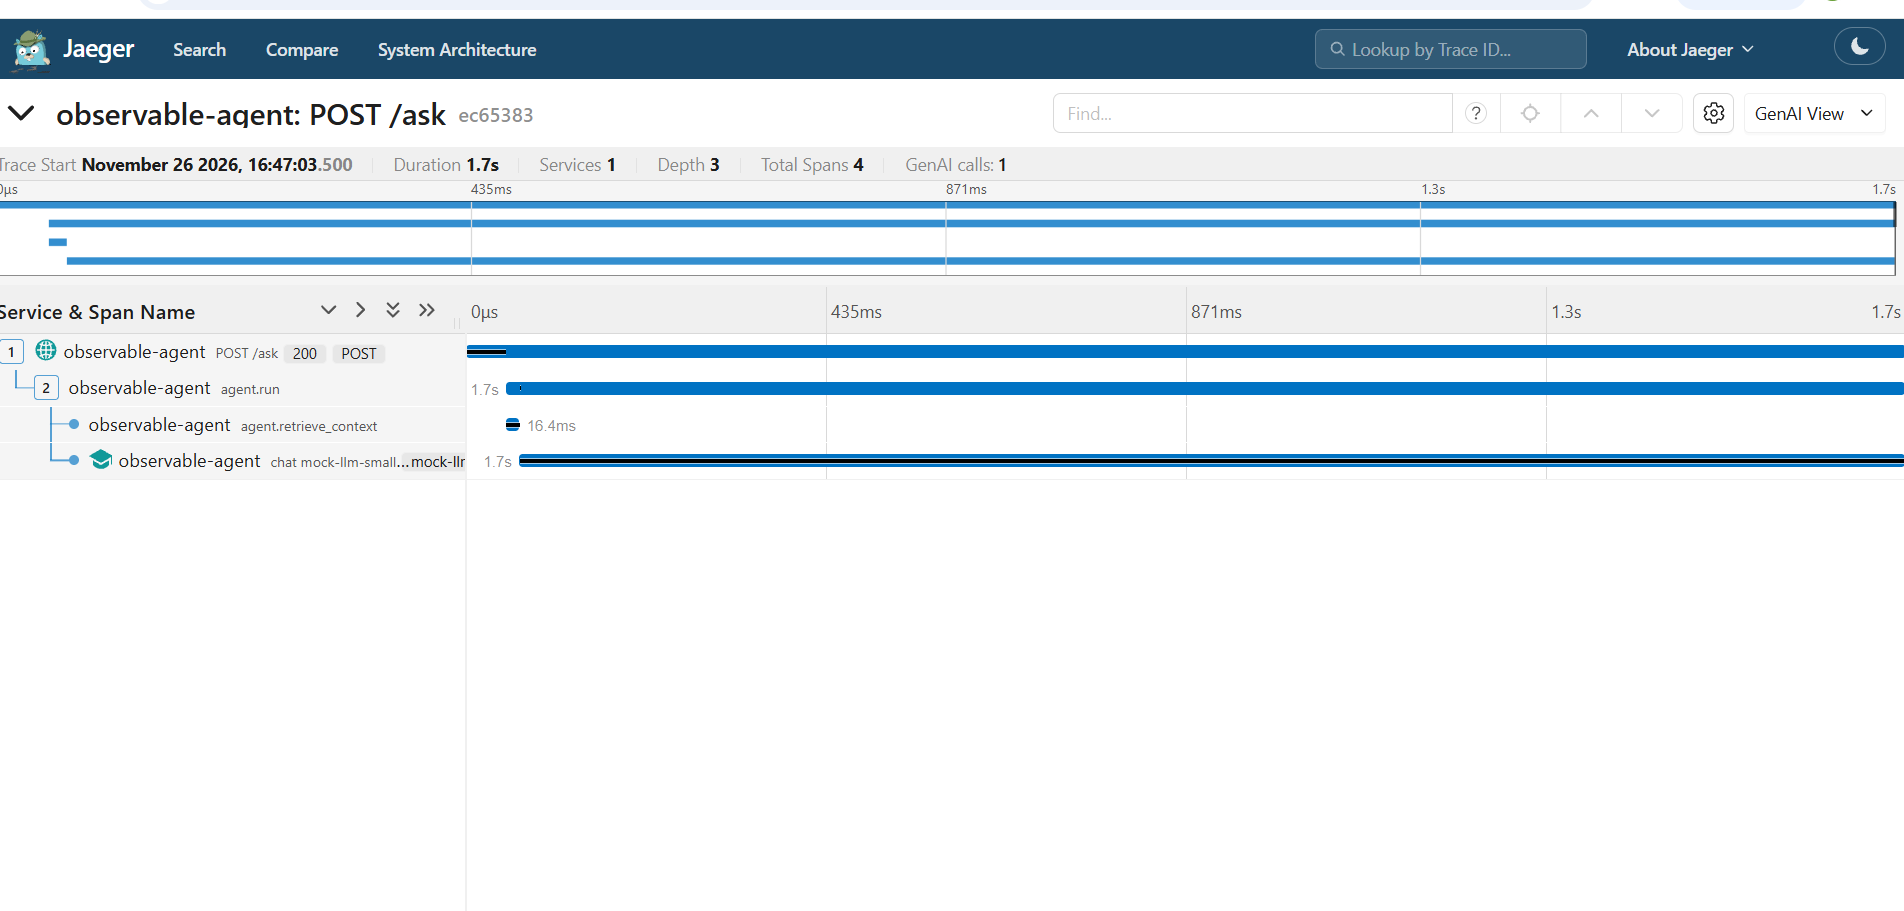 Jaeger Search Compare System Architecture Lookup by Trace ID... About Jaeger
observable-agent: POST /ask ec65383 Find... ? GenAI View
Trace Start November 26 2026, 16:47:03.500 Duration 1.7s Services 1 Depth 3 Total Spans 4 GenAI calls: 1
0µs 435ms 871ms 1.3s 1.7s
Service & Span Name 0µs 435ms 871ms 1.3s 1.7s
1 observable-agent POST /ask 200 POST
2 observable-agent agent.run 1.7s
observable-agent agent.retrieve_context 16.4ms
observable-agent chat mock-llm-small... mock-llm 1.7s